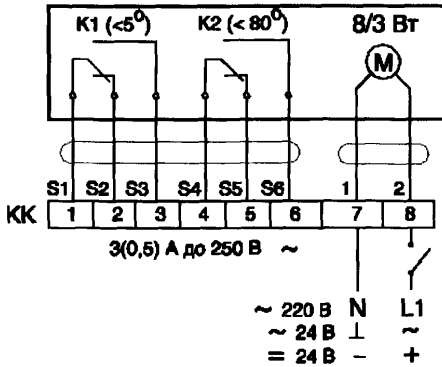 K1 (<5⁰) K2 (< 80⁰) 8/3 Вт
M
S1 S2 S3 S4 S5 S6 1 2
КК 1 2 3 4 5 6 7 8
3(0,5) А до 250 В ~
~ 220 В N L1
~ 24 В ⊥ ~
= 24 В − +